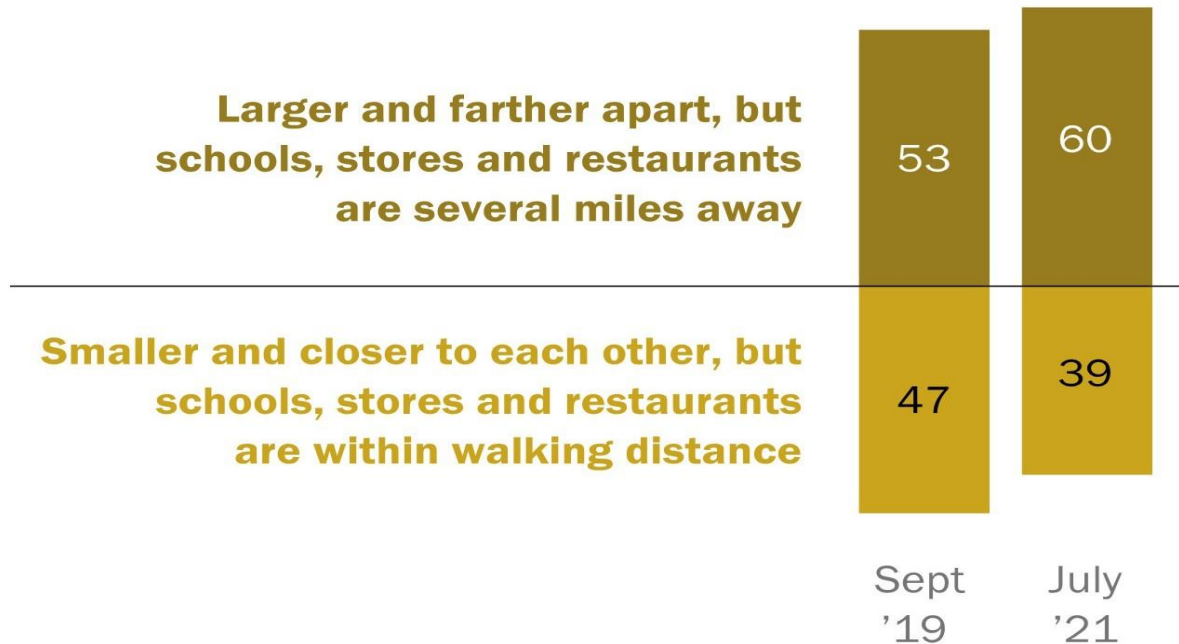 Larger and farther apart, but
schools, stores and restaurants
are several miles away
53
60
Smaller and closer to each other, but
schools, stores and restaurants
are within walking distance
47
39
Sept
’19
July
’21